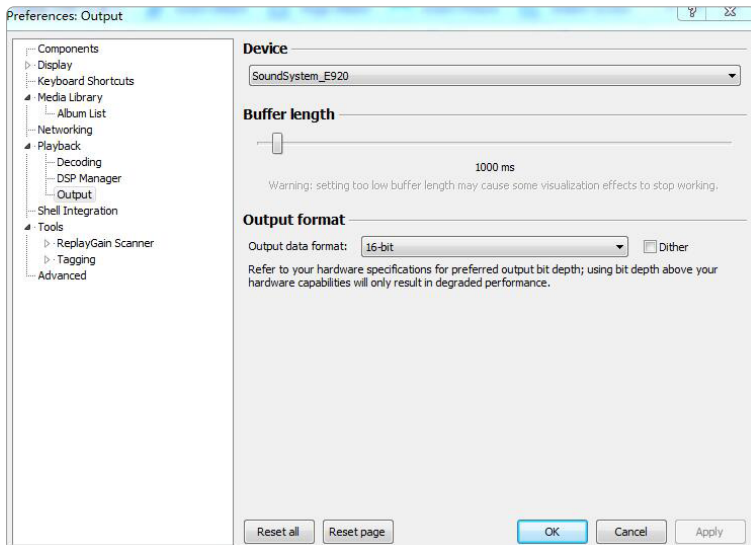 Preferences: Output
?
Components
Display
Keyboard Shortcuts
Media Library
Album List
Networking
Playback
Decoding
DSP Manager
Output
Shell Integration
Tools
ReplayGain Scanner
Tagging
Advanced
Device
SoundSystem_E920
Buffer length
1000 ms
Warning: setting too low buffer length may cause some visualization effects to stop working.
Output format
Output data format: 16-bit Dither
Refer to your hardware specifications for preferred output bit depth; using bit depth above your
hardware capabilities will only result in degraded performance.
Reset all Reset page OK Cancel Apply